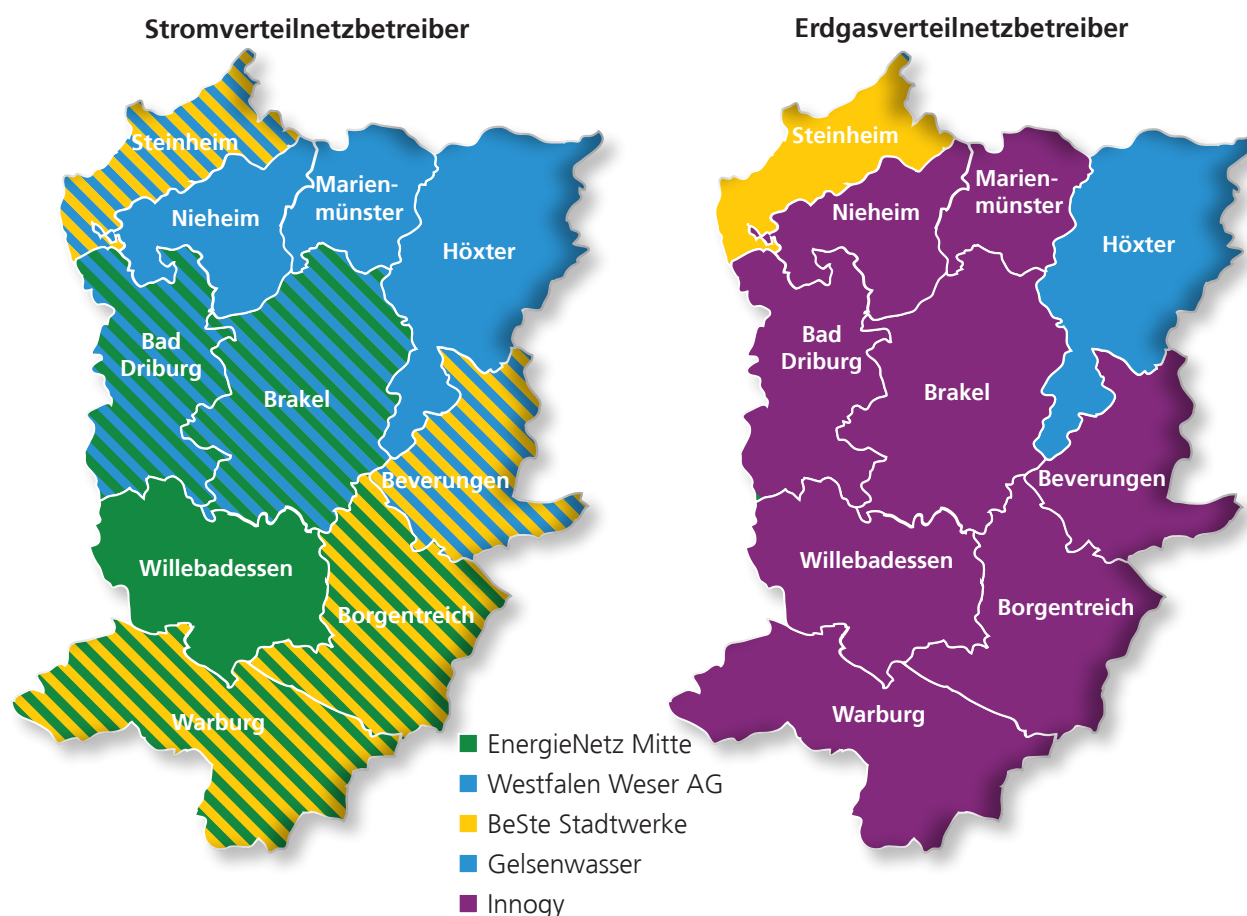 Stromverteilnetzbetreiber
Steinheim
Nieheim
Marien-
münster
Höxter
Bad
Driburg
Brakel
Beverungen
Willebadessen
Borgentreich
Warburg
Erdgasverteilnetzbetreiber
Steinheim
Nieheim
Marien-
münster
Höxter
Bad
Driburg
Brakel
Beverungen
Willebadessen
Borgentreich
Warburg
EnergieNetz Mitte
Westfalen Weser AG
BeSte Stadtwerke
Gelsenwasser
Innogy